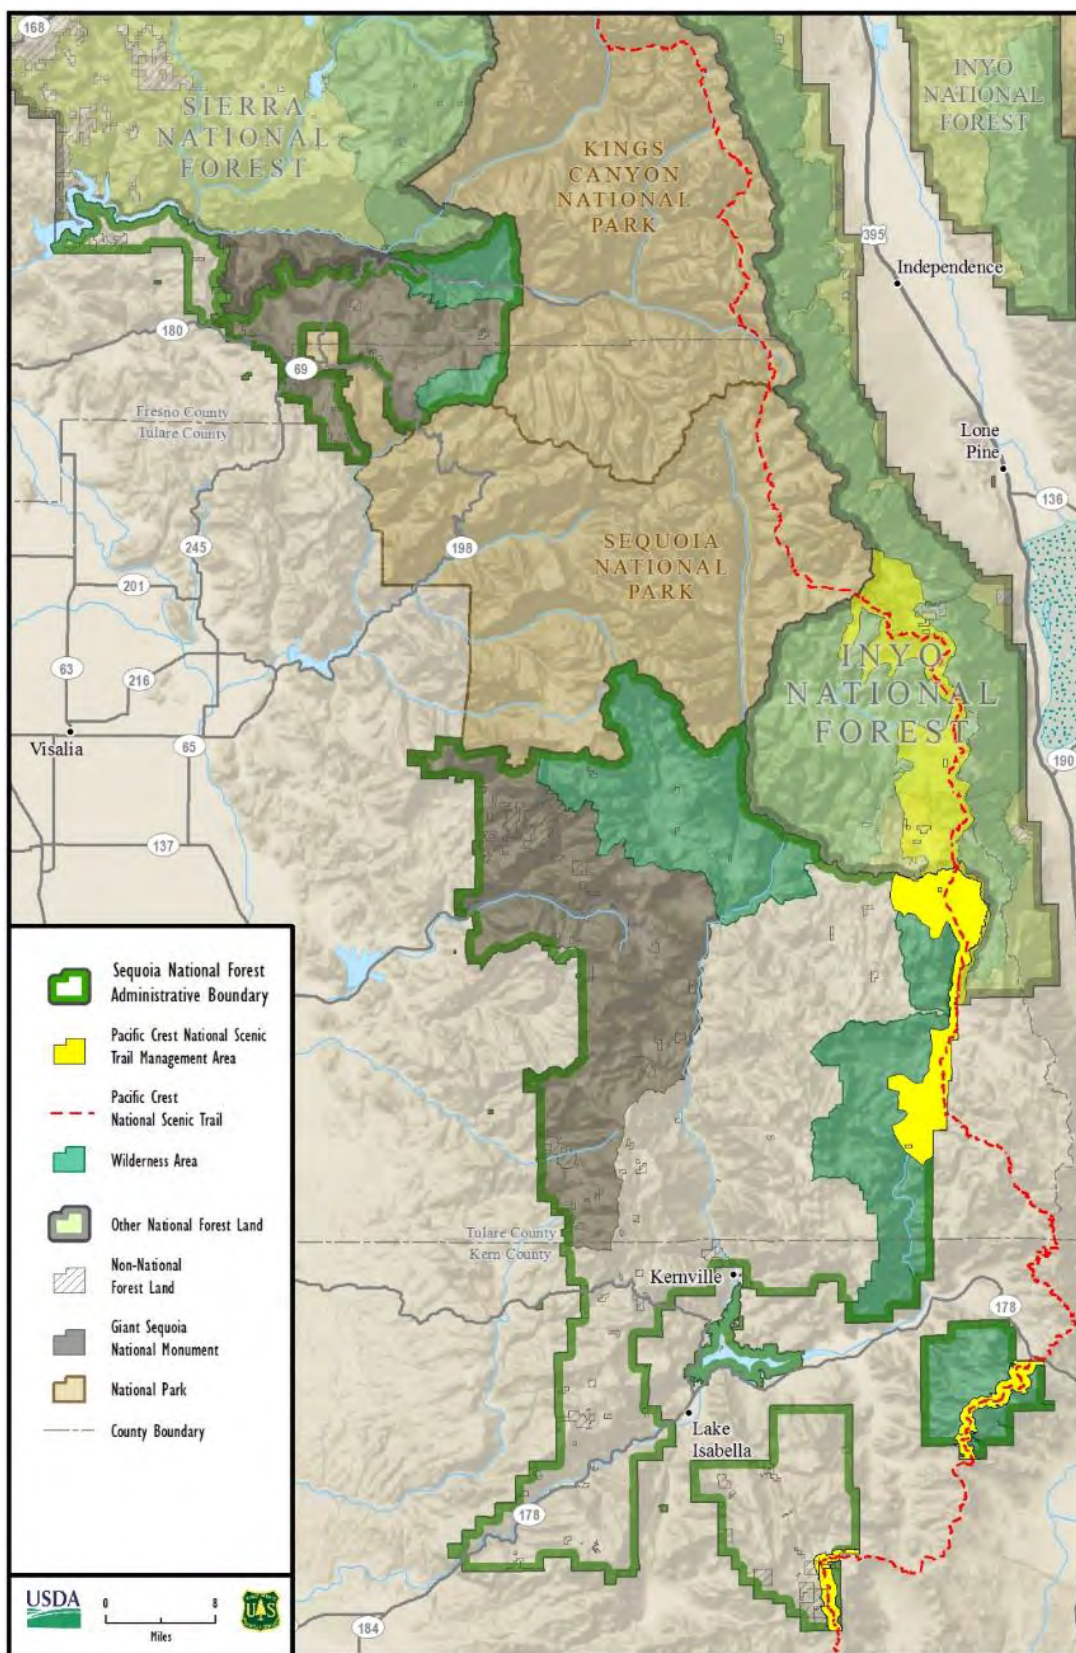 168
SIERRA
NATIONAL
FOREST
KINGS
CANYON
NATIONAL
PARK
INYO
NATIONAL
FOREST
395
Independence
180
69
Fresno County
Tulare County
Lone
Pine
136
245
198
201
SEQUOIA
NATIONAL
PARK
63
216
INYO
NATIONAL
FOREST
Visalia
65
190
137
Sequoia National Forest
Administrative Boundary
Pacific Crest National Scenic
Trail Management Area
Pacific Crest
National Scenic Trail
Wilderness Area
Other National Forest Land
Non-National
Forest Land
Giant Sequoia
National Monument
National Park
County Boundary
Tulare County
Kern County
Kernville
178
Lake
Isabella
178
184
USDA
0 8
Miles
U S